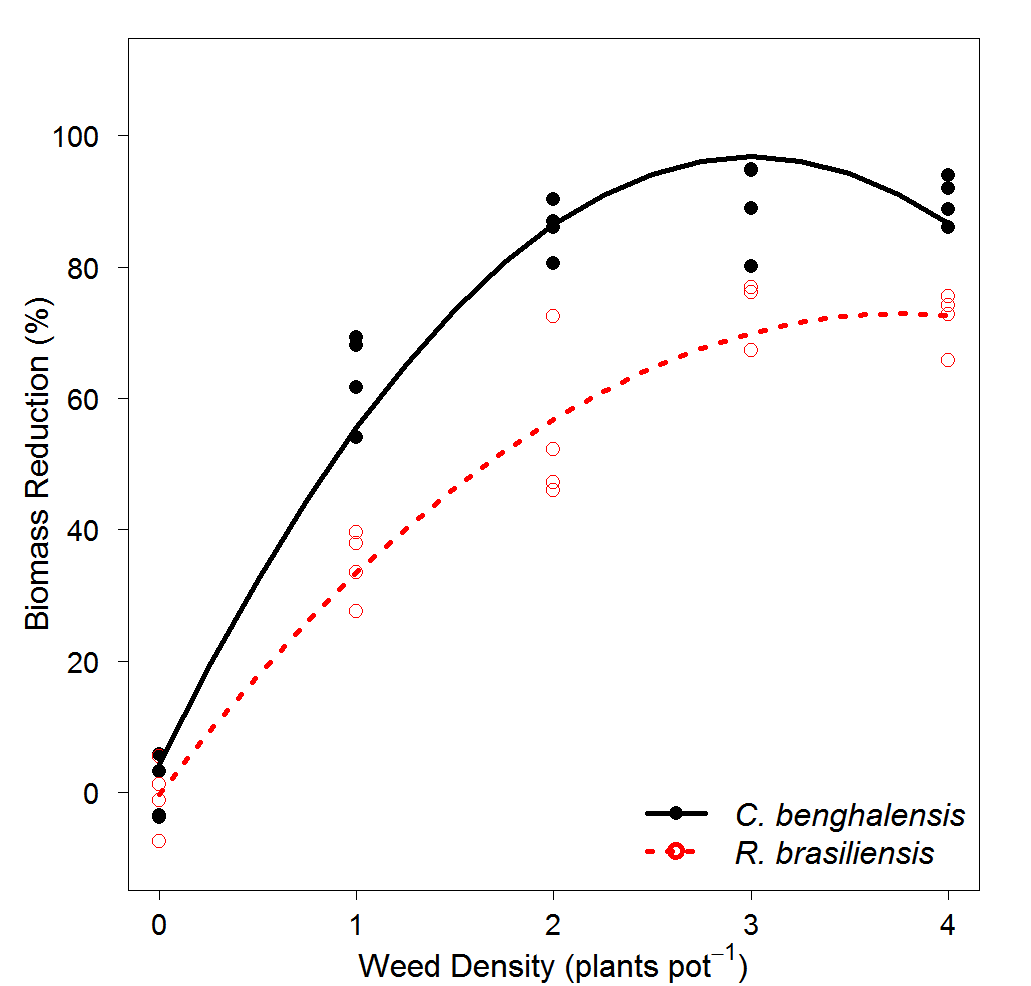 100
80
60
40
20
0
Biomass Reduction (%)
C. benghalensis
R. brasiliensis
0 1 2 3 4
Weed Density (plants pot⁻¹)